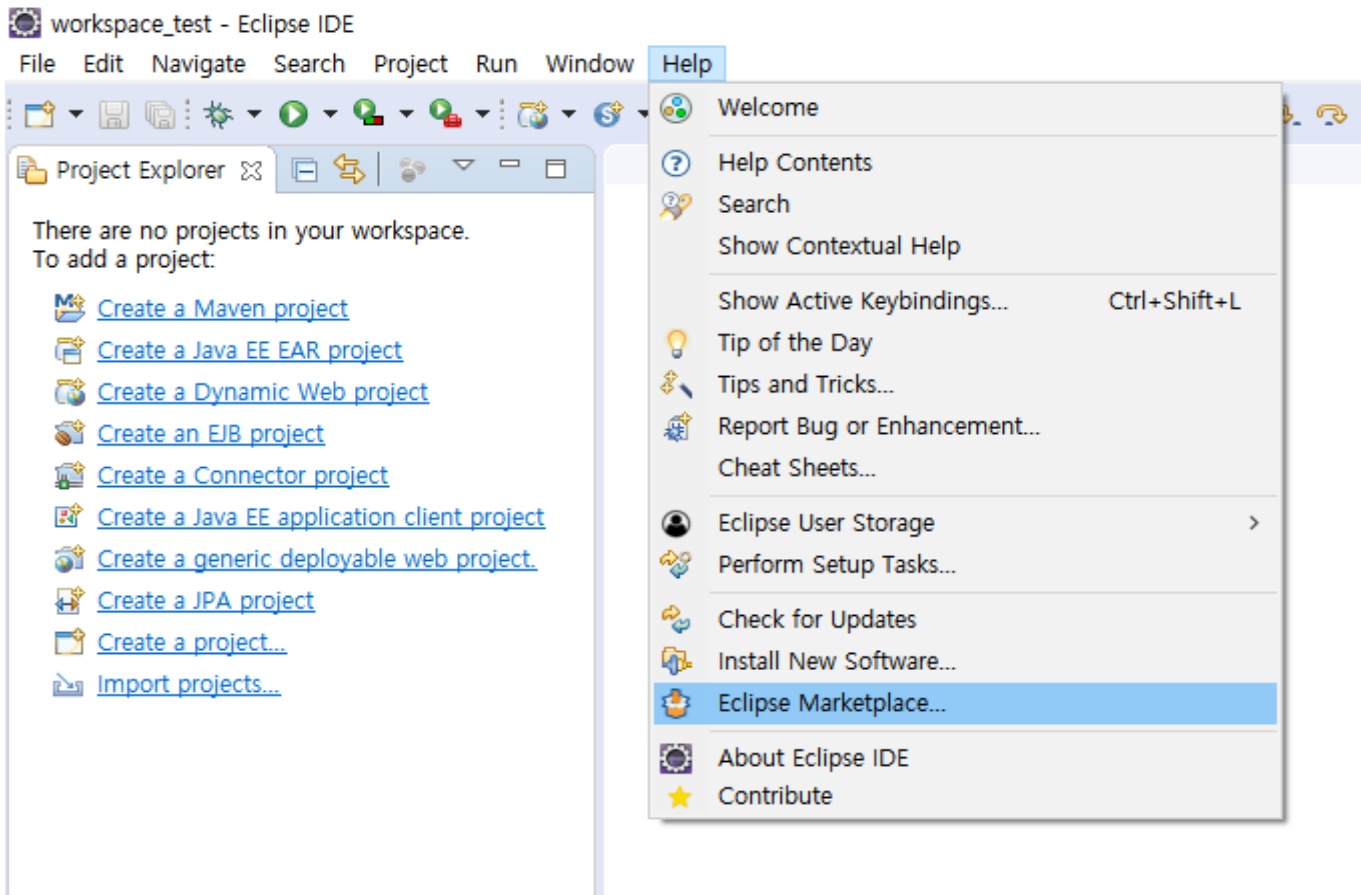 workspace_test - Eclipse IDE
File Edit Navigate Search Project Run Window Help
Project Explorer
There are no projects in your workspace.
To add a project:
Create a Maven project
Create a Java EE EAR project
Create a Dynamic Web project
Create an EJB project
Create a Connector project
Create a Java EE application client project
Create a generic deployable web project.
Create a JPA project
Create a project...
Import projects...
Welcome
Help Contents
Search
Show Contextual Help
Show Active Keybindings... Ctrl+Shift+L
Tip of the Day
Tips and Tricks...
Report Bug or Enhancement...
Cheat Sheets...
Eclipse User Storage
Perform Setup Tasks...
Check for Updates
Install New Software...
Eclipse Marketplace...
About Eclipse IDE
Contribute